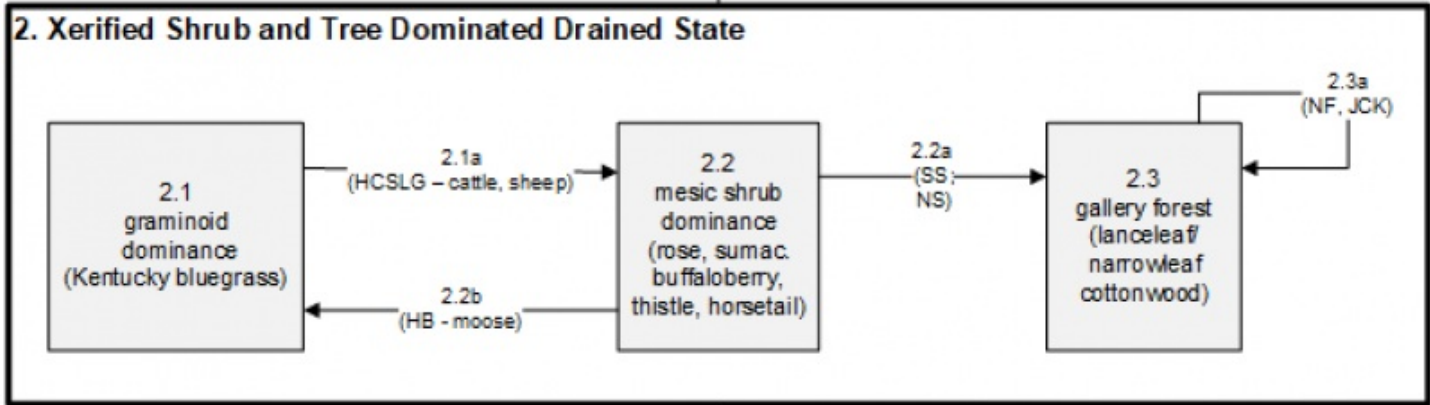 2. Xerified Shrub and Tree Dominated Drained State
2.1
graminoid
dominance
(Kentucky bluegrass)
2.1a
(HCSLG – cattle, sheep)
2.2b
(HB - moose)
2.2
mesic shrub
dominance
(rose, sumac.
buffaloberry,
thistle, horsetail)
2.2a
(SS;
NS)
2.3
gallery forest
(lanceleaf/
narrowleaf
cottonwood)
2.3a
(NF, JCK)